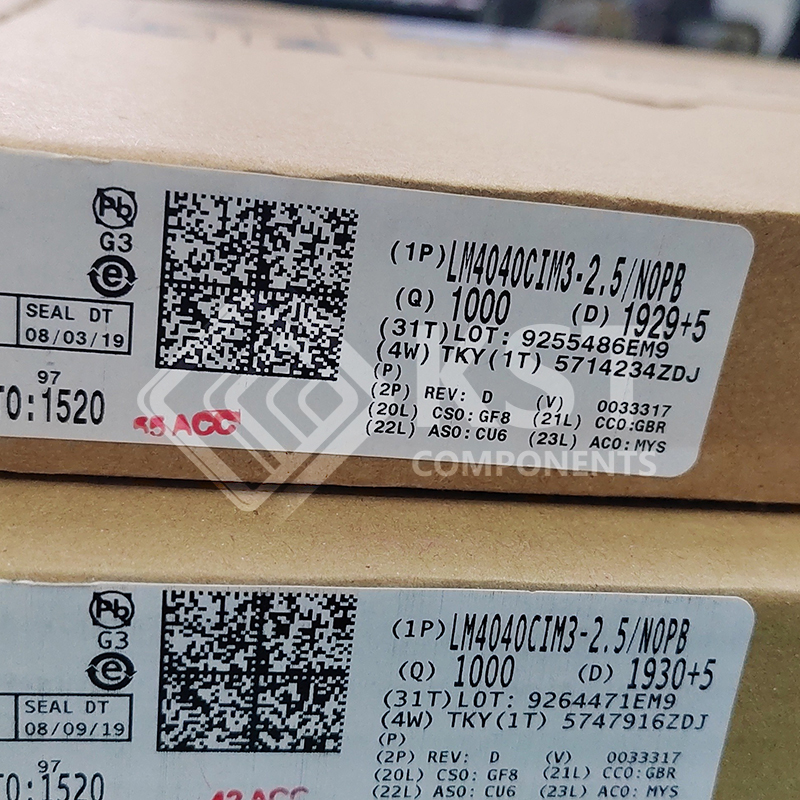 Pb
G3
e
SEAL DT
08/03/19
97
TO:1520
55 ACC
(1P)LM4040CIM3-2.5/NOPB
(Q) 1000 (D) 1929+5
(31T)LOT: 9255486EM9
(4W) TKY(1T) 5714234ZDJ
(P)
(2P) REV: D (V) 0033317
(20L) CSO:GF8 (21L) CCO:GBR
(22L) ASO:CU6 (23L) ACO:MYS
KST
COMPONENTS
Pb
G3
e
SEAL DT
08/09/19
97
TO:1520
42 ACC
(1P)LM4040CIM3-2.5/NOPB
(Q) 1000 (D) 1930+5
(31T)LOT: 9264471EM9
(4W) TKY(1T) 5747916ZDJ
(P)
(2P) REV: D (V) 0033317
(20L) CSO:GF8 (21L) CCO:GBR
(22L) ASO:CU6 (23L) ACO:MYS